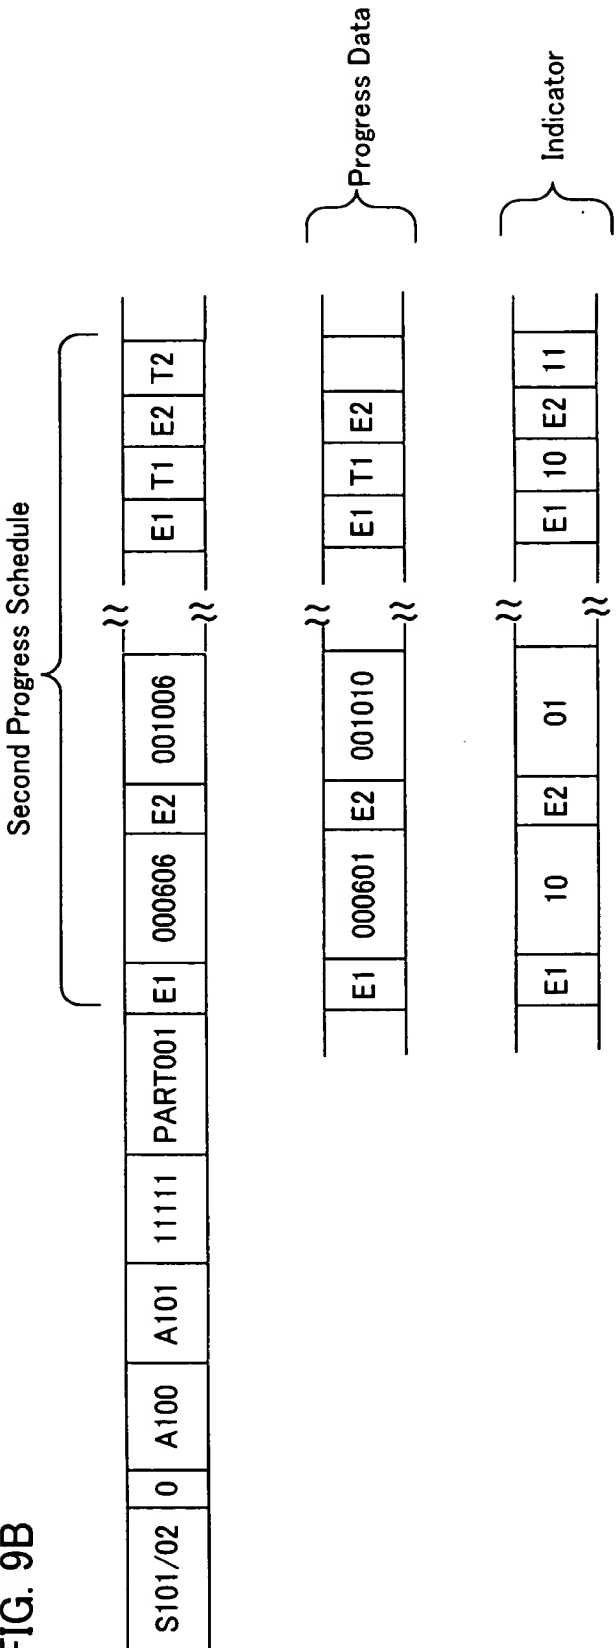 FIG. 9B
Second Progress Schedule
S101/02 0 A100 A101 11111 PART001 E1 000606 E2 001006 E1 T1 E2 T2
E1 000601 E2 001010 E1 T1 E2 Progress Data
E1 10 E2 01 E1 10 E2 11 Indicator